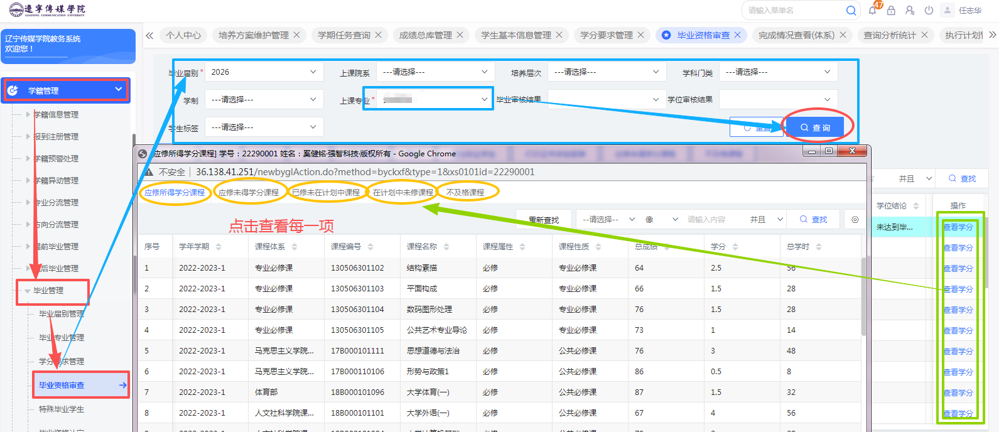 遼寧傳媒學院
LIAONING COMMUNICATION UNIVERSITY
请输入菜单名
47
任志华
辽宁传媒学院教务系统
欢迎您！
个人中心
培养方案维护管理
学期任务查询
成绩总库管理
学生基本信息管理
学分要求管理
毕业资格审查
完成情况查看(体系)
查询分析统计
执行计划
学籍管理
学籍信息管理
报到注册管理
学籍预警处理
学籍异动管理
专业分流管理
方向分流管理
提前毕业管理
延后毕业管理
毕业管理
毕业届别管理
毕业专业管理
学分要求管理
毕业资格审查
特殊毕业学生
毕业届别* 2026
上课院系 ---请选择---
培养层次 ---请选择---
学科门类 ---请选择---
学制 ---请选择---
上课专业*
毕业审核结果
学位审核结果
学生标签 ---请选择---
重置
查询
应修所得学分课程] 学号：22290001 姓名：奚健铭·强智科技·版权所有 - Google Chrome
不安全 36.138.41.251/newbyglAction.do?method=byckxf&type=1&xs0101id=22290001
应修所得学分课程 应修未得学分课程 已修未在计划中课程 在计划中未修课程 不及格课程
点击查看每一项
重新查找 --请选择-- 像 请输入内容 并且 查找
序号 学年学期 课程体系 课程编号 课程名称 课程属性 课程性质 总成绩 学分 总学时
1 2022-2023-1 专业必修课 130506301102 结构素描 必修 专业必修课 64 2.5 56
2 2022-2023-1 专业必修课 130506301103 平面构成 必修 专业必修课 66 1.5 28
3 2022-2023-1 专业必修课 130506301104 数码图形处理 必修 专业必修课 76 1.5 28
4 2022-2023-1 专业必修课 130506301105 公共艺术专业导论 必修 专业必修课 73 1 14
5 2022-2023-1 马克思主义学院... 17B000101111 思想道德与法治 必修 公共必修课 76 3 48
6 2022-2023-1 马克思主义学院... 17B000110106 形势与政策1 必修 公共必修课 86 0.5 8
7 2022-2023-1 体育部 18B000101096 大学体育(一) 必修 公共必修课 87 1.5 32
8 2022-2023-1 人文社科学院课... 18B000101101 大学外语(一) 必修 公共必修课 67 4 56
并且 查找
学位结论 操作
未达到毕... 查看学分
查看学分
查看学分
查看学分
查看学分
查看学分
查看学分
查看学分
查看学分
查看学分